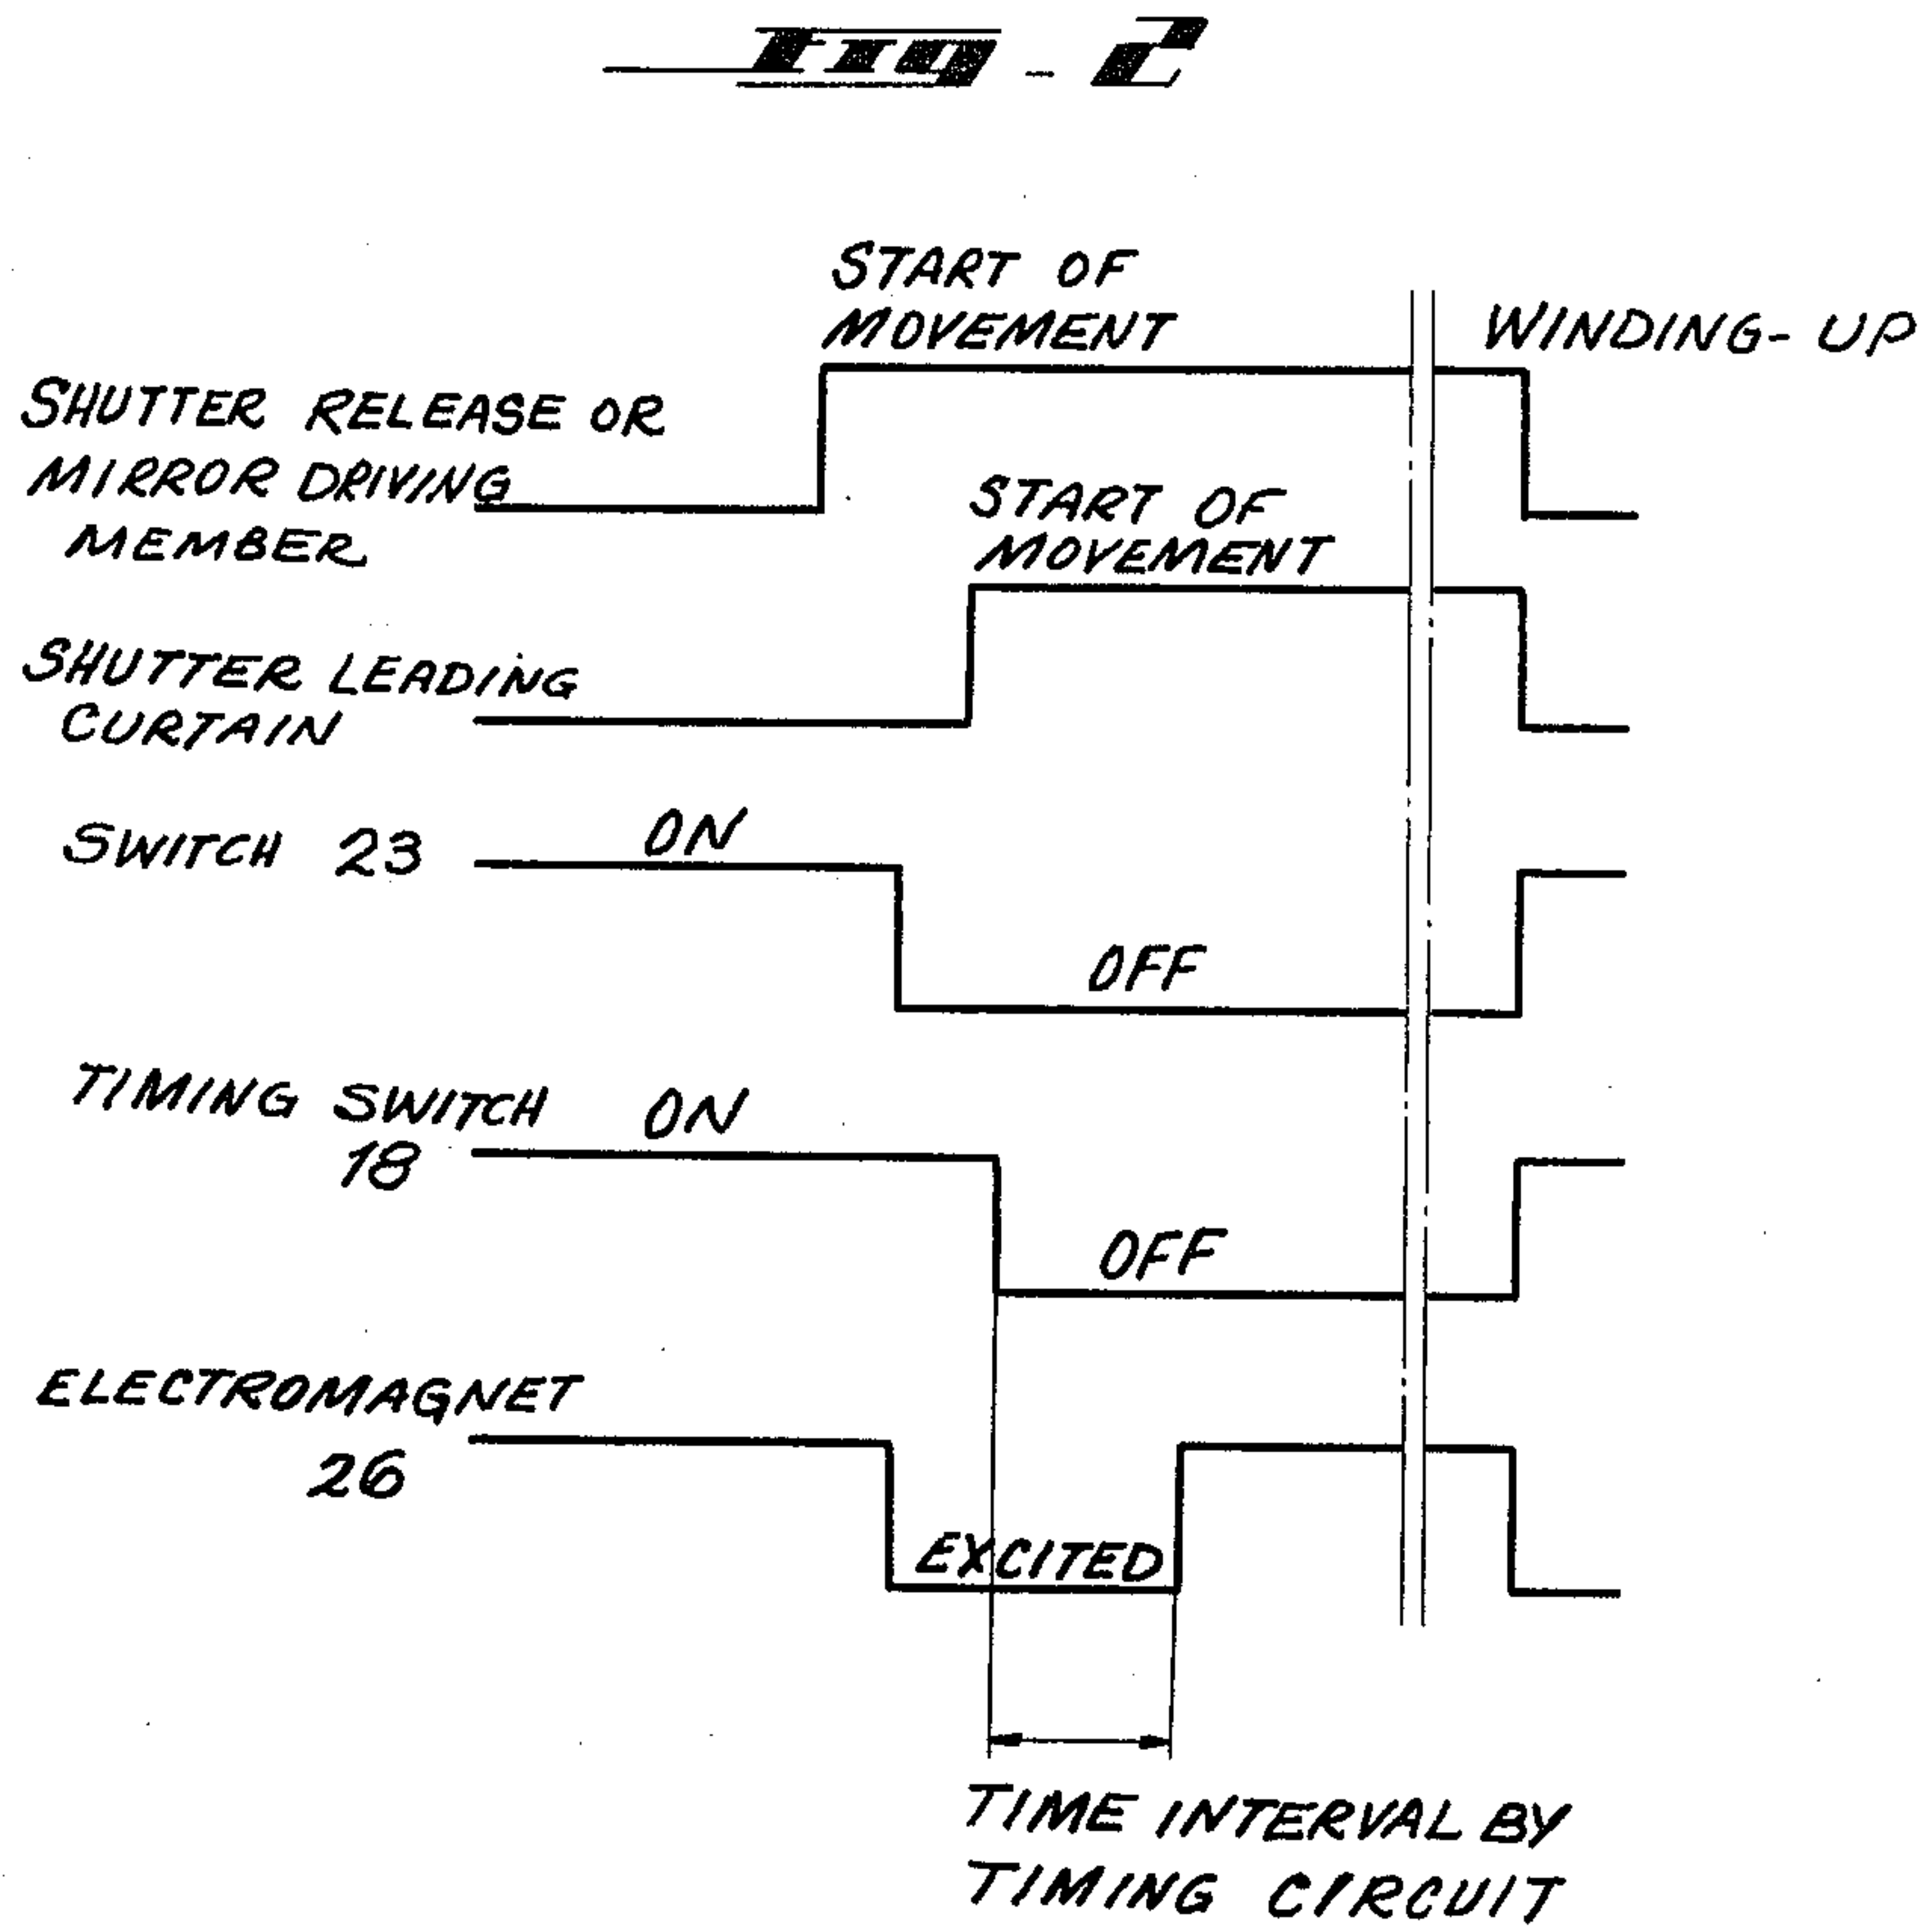 FIG-2
START OF
MOVEMENT
WINDING-UP
SHUTTER RELEASE OR
MIRROR DRIVING
MEMBER
START OF
MOVEMENT
SHUTTER LEADING
CURTAIN
SWITCH 23
ON
OFF
TIMING SWITCH
18
ON
OFF
ELECTROMAGNET
26
EXCITED
TIME INTERVAL BY
TIMING CIRCUIT